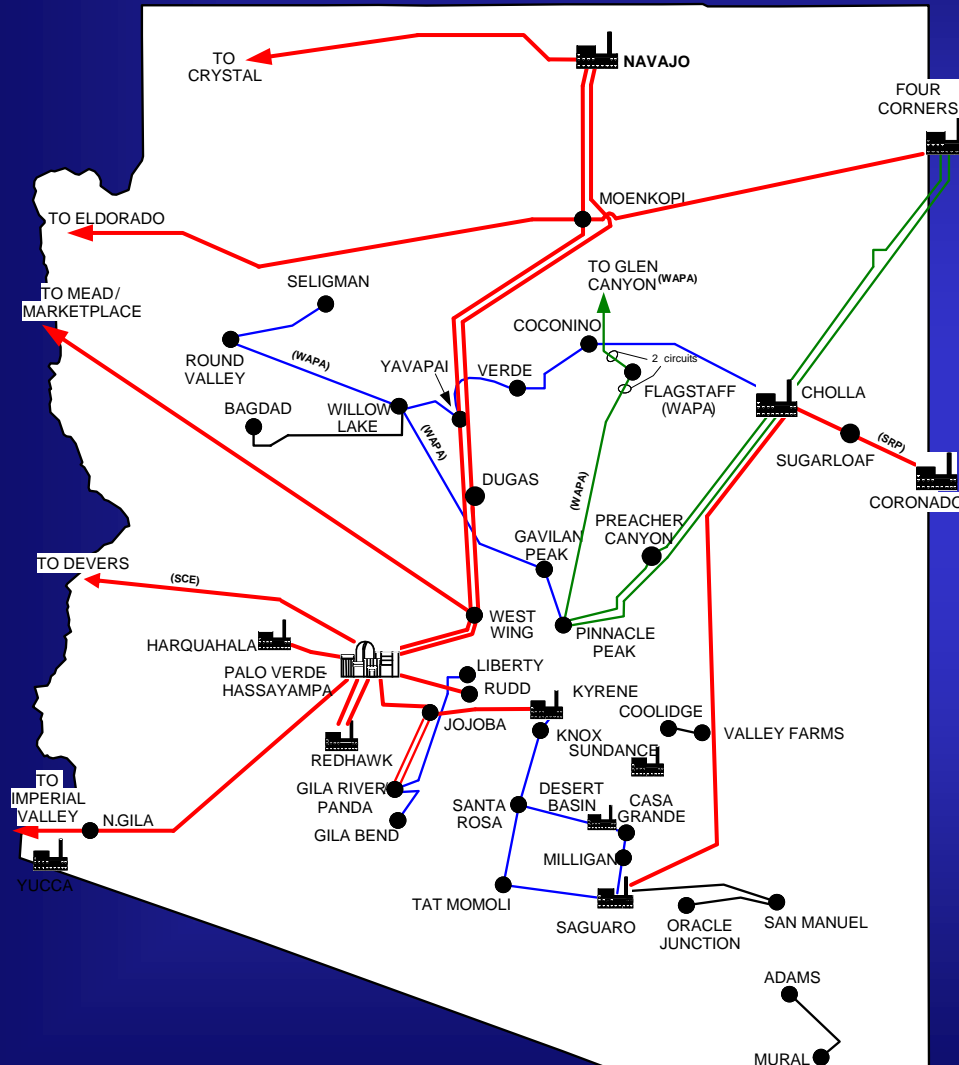 TO
CRYSTAL
NAVAJO
FOUR
CORNERS
MOENKOPI
TO ELDORADO
TO GLEN
CANYON (WAPA)
SELIGMAN
TO MEAD/
MARKETPLACE
COCONINO
2 circuits
ROUND
VALLEY
(WAPA)
YAVAPAI
VERDE
FLAGSTAFF
(WAPA)
CHOLLA
BAGDAD
WILLOW
LAKE
(WAPA)
(SRP)
SUGARLOAF
CORONADO
DUGAS
(WAPA)
PREACHER
CANYON
GAVILAN
PEAK
TO DEVERS
(SCE)
WEST
WING
PINNACLE
PEAK
HARQUAHALA
PALO VERDE-
HASSAYAMPA
LIBERTY
RUDD
KYRENE
COOLIDGE
VALLEY FARMS
JOJOBA
KNOX
SUNDANCE
REDHAWK
TO
IMPERIAL
VALLEY
N.GILA
GILA RIVER/
PANDA
GILA BEND
SANTA
ROSA
DESERT
BASIN
CASA
GRANDE
MILLIGAN
YUCCA
TAT MOMOLI
SAGUARO
ORACLE
JUNCTION
SAN MANUEL
ADAMS
MURAL